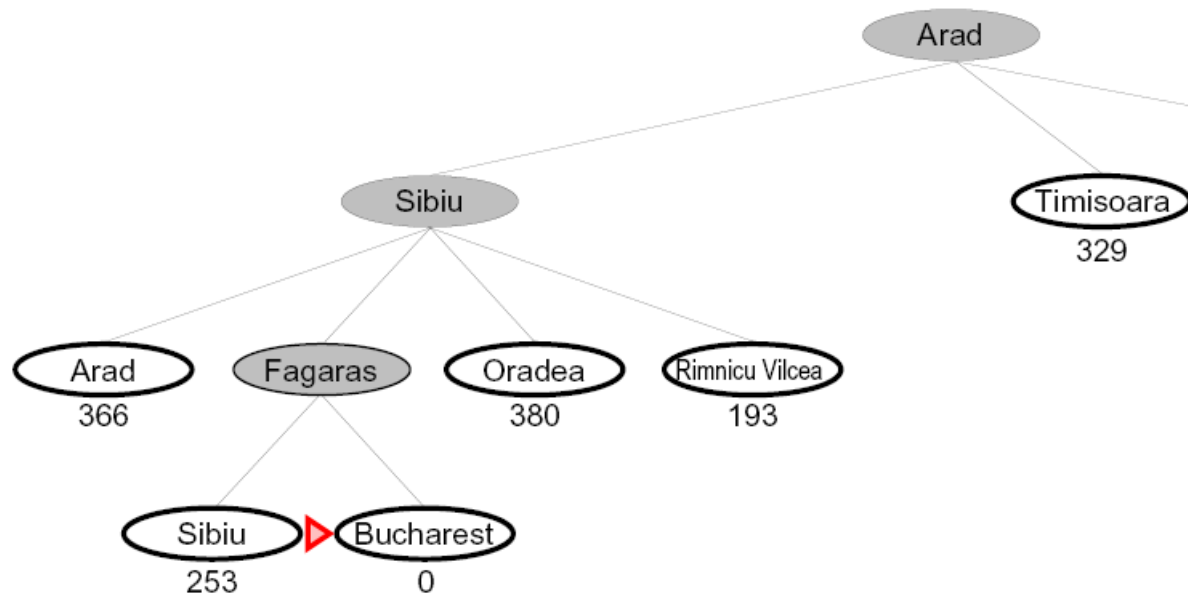 Arad
Sibiu
Timisoara
329
Arad
Fagaras
Oradea
Rimnicu Vilcea
366
380
193
Sibiu
Bucharest
253
0